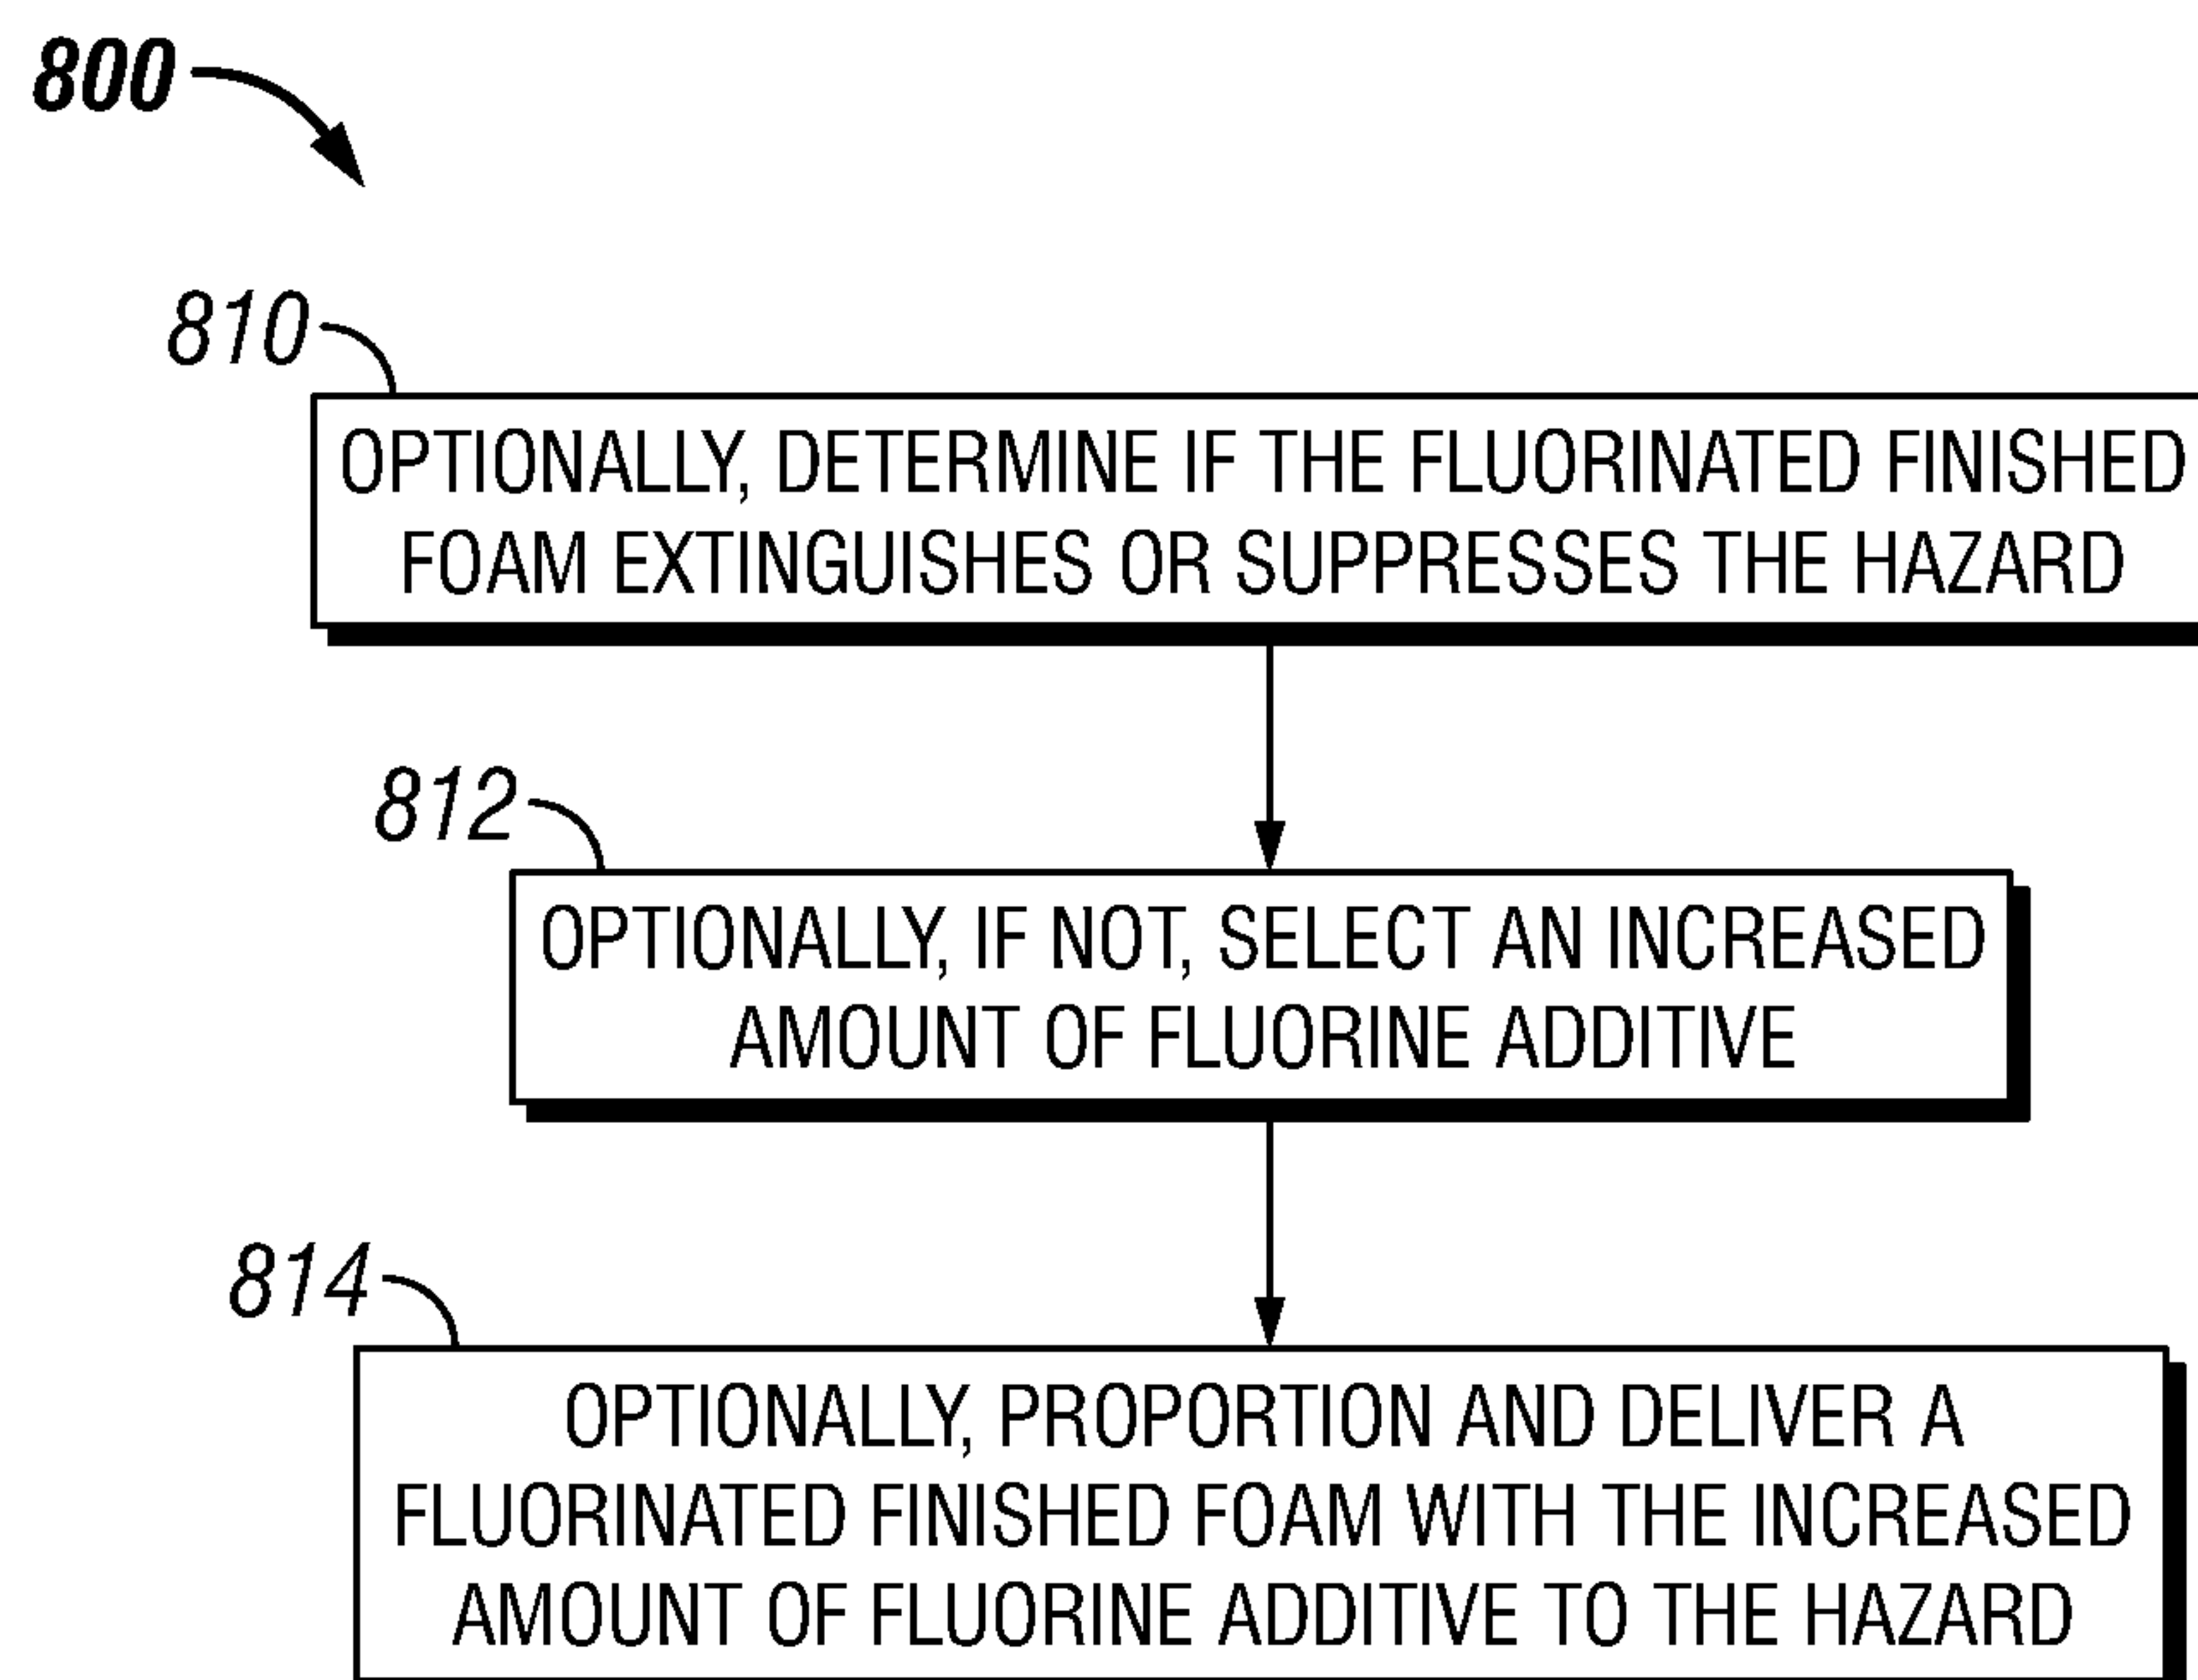 800
810
OPTIONALLY, DETERMINE IF THE FLUORINATED FINISHED
FOAM EXTINGUISHES OR SUPPRESSES THE HAZARD
812
OPTIONALLY, IF NOT, SELECT AN INCREASED
AMOUNT OF FLUORINE ADDITIVE
814
OPTIONALLY, PROPORTION AND DELIVER A
FLUORINATED FINISHED FOAM WITH THE INCREASED
AMOUNT OF FLUORINE ADDITIVE TO THE HAZARD